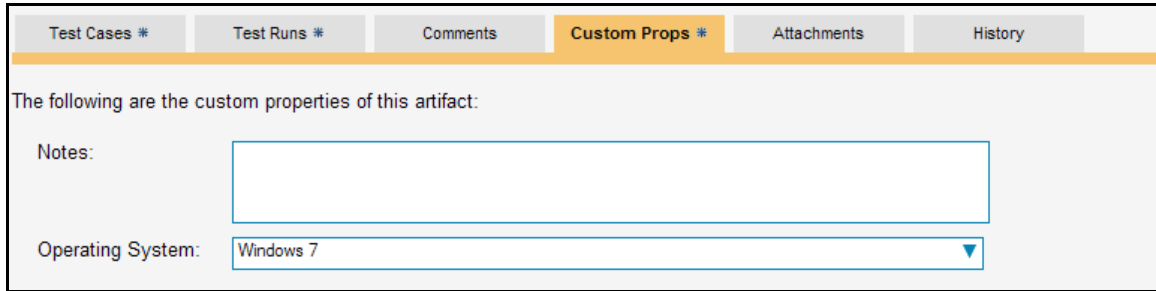 Test Cases * Test Runs * Comments Custom Props * Attachments History
The following are the custom properties of this artifact:
Notes:
Operating System: Windows 7